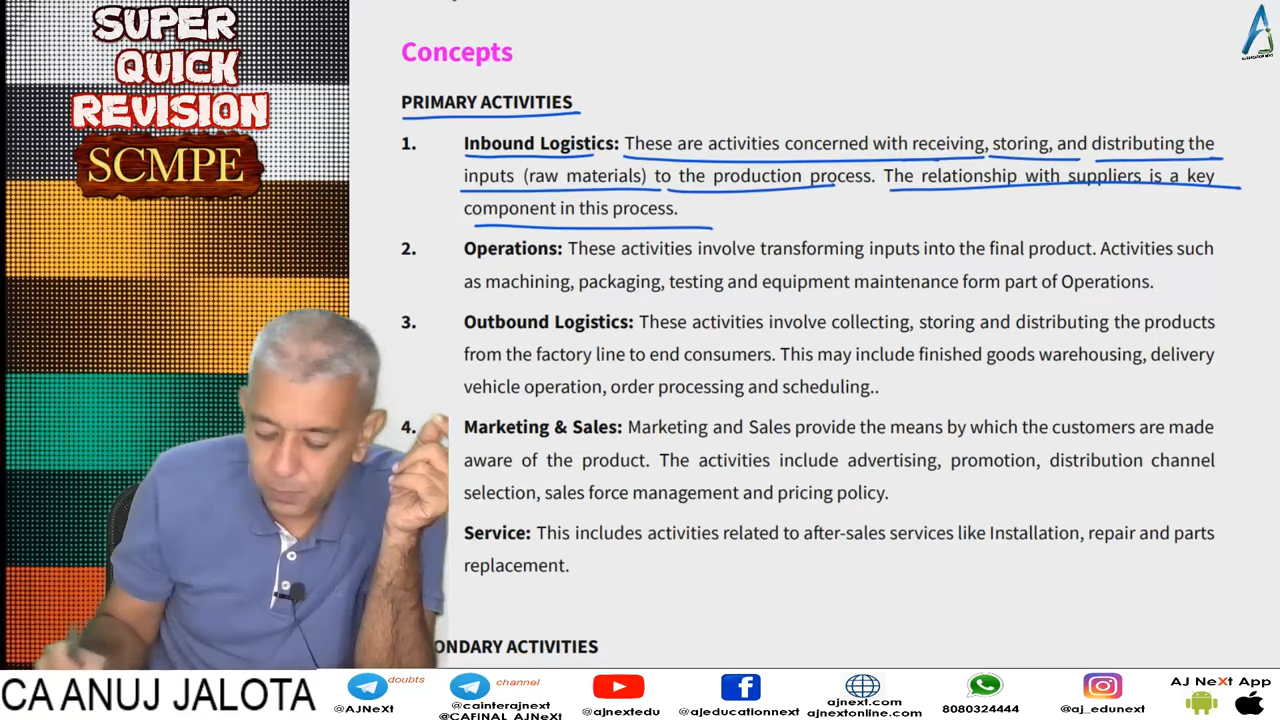 SUPER
QUICK
REVISION
SCMPE
Concepts
PRIMARY ACTIVITIES
1. Inbound Logistics: These are activities concerned with receiving, storing, and distributing the
inputs (raw materials) to the production process. The relationship with suppliers is a key
component in this process.
2. Operations: These activities involve transforming inputs into the final product. Activities such
as machining, packaging, testing and equipment maintenance form part of Operations.
3. Outbound Logistics: These activities involve collecting, storing and distributing the products
from the factory line to end consumers. This may include finished goods warehousing, delivery
vehicle operation, order processing and scheduling..
4. Marketing & Sales: Marketing and Sales provide the means by which the customers are made
aware of the product. The activities include advertising, promotion, distribution channel
selection, sales force management and pricing policy.
Service: This includes activities related to after-sales services like Installation, repair and parts
replacement.
ONDARY ACTIVITIES
CA ANUJ JALOTA
doubts
@AJNeXt
channel
@cainterajnext
@CAFINAL_AJNeXt
@ajnextedu
@ajeducationnext
ajnext.com
ajnextonline.com
8080324444
@aj_edunext
AJ NeXt App